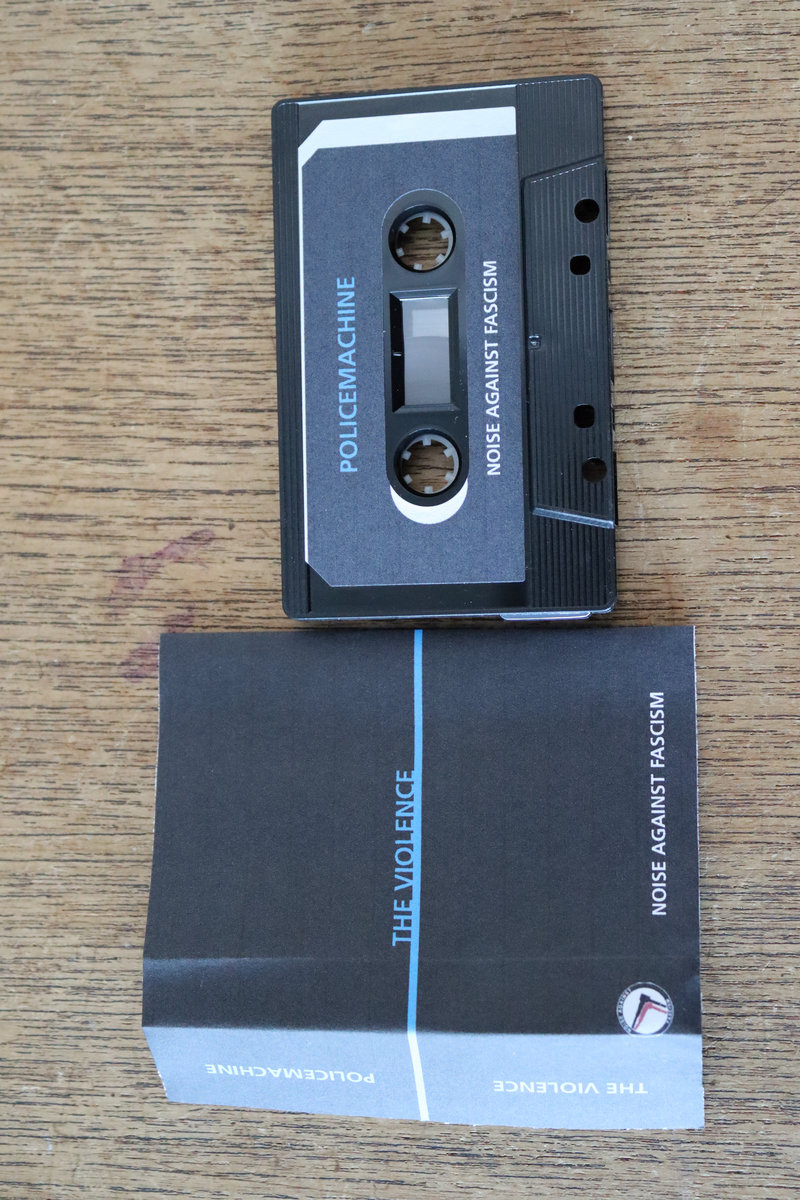 POLICEMACHINE
NOISE AGAINST FASCISM
THE VIOLENCE
NOISE AGAINST FASCISM
POLICEMACHINE
THE VIOLENCE